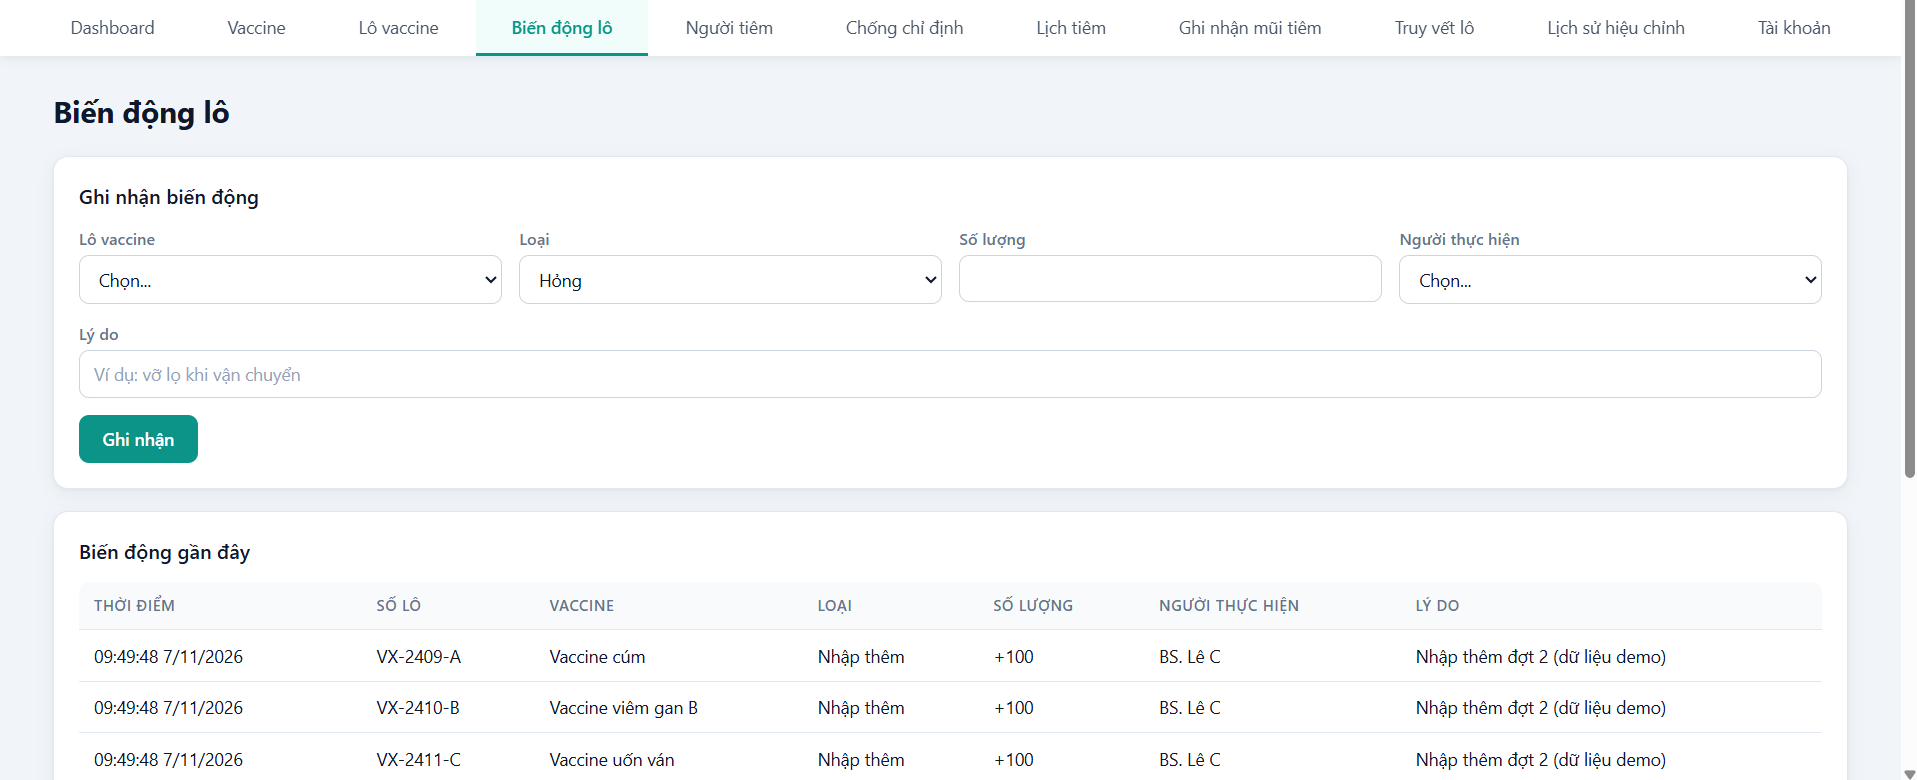 Dashboard Vaccine Lô vaccine Biến động lô Người tiêm Chống chỉ định Lịch tiêm Ghi nhận mũi tiêm Truy vết lô Lịch sử hiệu chỉnh Tài khoản
Biến động lô
Ghi nhận biến động
Lô vaccine Loại Số lượng Người thực hiện
Chọn... Hỏng Chọn...
Lý do
Ví dụ: vỡ lọ khi vận chuyển
Ghi nhận
Biến động gần đây
THỜI ĐIỂM SỐ LÔ VACCINE LOẠI SỐ LƯỢNG NGƯỜI THỰC HIỆN LÝ DO
09:49:48 7/11/2026 VX-2409-A Vaccine cúm Nhập thêm +100 BS. Lê C Nhập thêm đợt 2 (dữ liệu demo)
09:49:48 7/11/2026 VX-2410-B Vaccine viêm gan B Nhập thêm +100 BS. Lê C Nhập thêm đợt 2 (dữ liệu demo)
09:49:48 7/11/2026 VX-2411-C Vaccine uốn ván Nhập thêm +100 BS. Lê C Nhập thêm đợt 2 (dữ liệu demo)